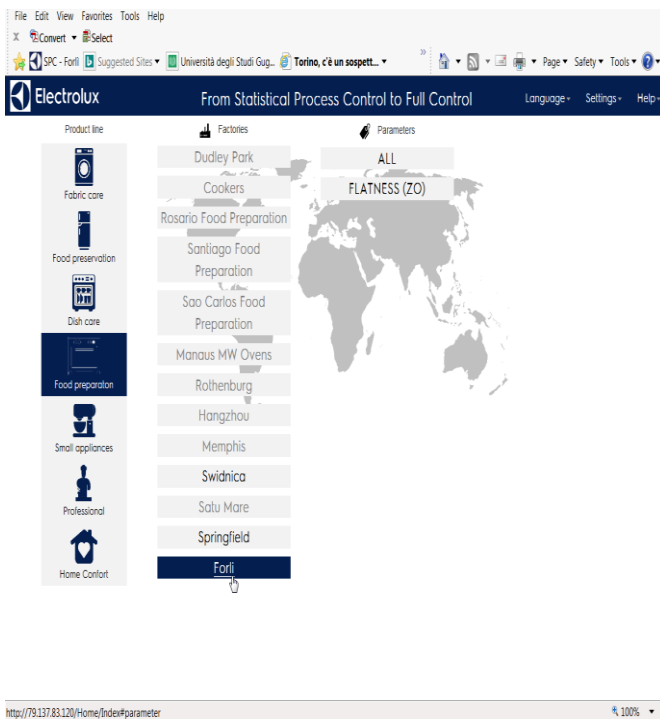 File Edit View Favorites Tools Help
X Convert ▾ Select
SPC - Forlì Suggested Sites ▾ Università degli Studi Gug... Torino, c'è un sospett... ▾ » Page ▾ Safety ▾ Tools ▾
Electrolux From Statistical Process Control to Full Control Language Settings Help
Product line Factories Parameters
Fabric care
Food preservation
Dish care
Food preparaton
Small appliances
Professional
Home Confort
Dudley Park
Cookers
Rosario Food Preparation
Santiago Food
Preparation
Sao Carlos Food
Preparation
Manaus MW Ovens
Rothenburg
Hangzhou
Memphis
Swidnica
Satu Mare
Springfield
Forlì
ALL
FLATNESS (ZO)
http://79.137.83.120/Home/Index#parameter 100% ▾